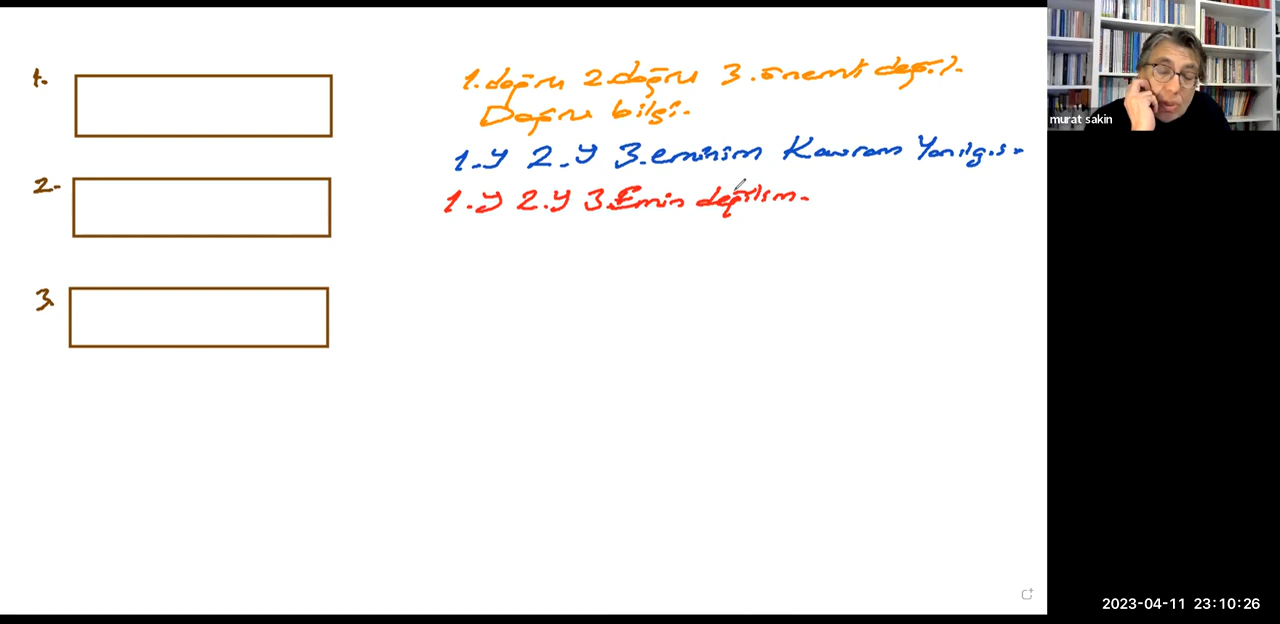 1.
2-
3.
1.doğru 2.doğru 3.önemli değil.
Doğru bilgi.
1.y 2.y 3.eminim Kavram Yanılgısı.
1.y 2.y 3.Emin değilim.
murat sakin
2023-04-11 23:10:26